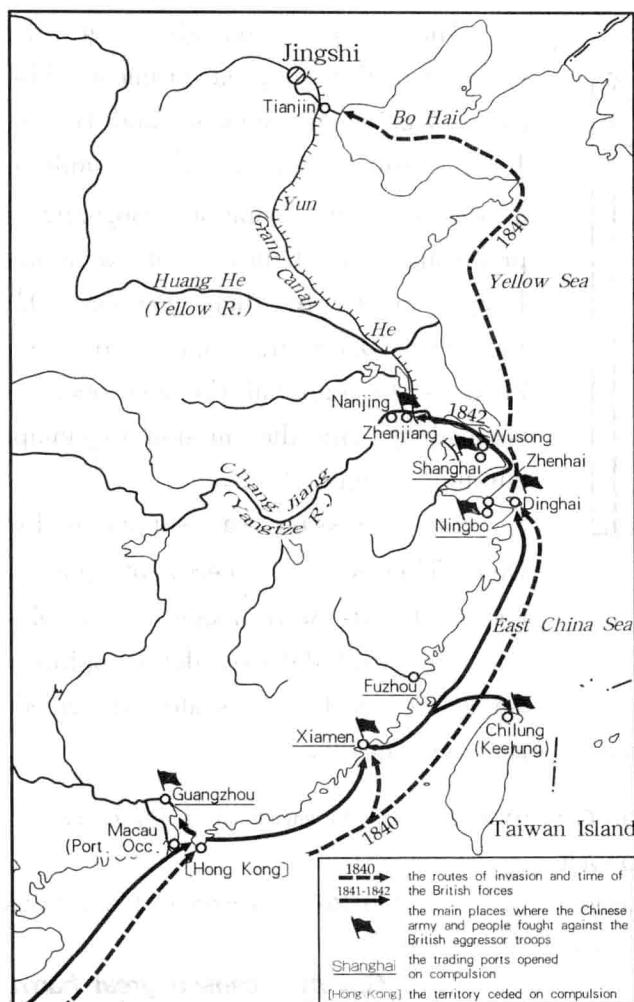 Jingshi
Tianjin
Bo Hai
Yun
(Grand Canal)
1840
Huang He
(Yellow R.)
Yellow Sea
He
Nanjing
1842
Zhenjiang
Wusong
Shanghai
Zhenhai
Chang Jiang
(Yangtze R.)
Dinghai
Ningbo
East China Sea
Fuzhou
Xiamen
Chilung
(Keelung)
Guangzhou
1840
Macau
(Port. Occ.)
Taiwan Island
[Hong Kong]
1840
1841-1842
the routes of invasion and time of
the British forces
the main places where the Chinese
army and people fought against the
British aggressor troops
Shanghai the trading ports opened
on compulsion
[Hong Kong] the territory ceded on compulsion